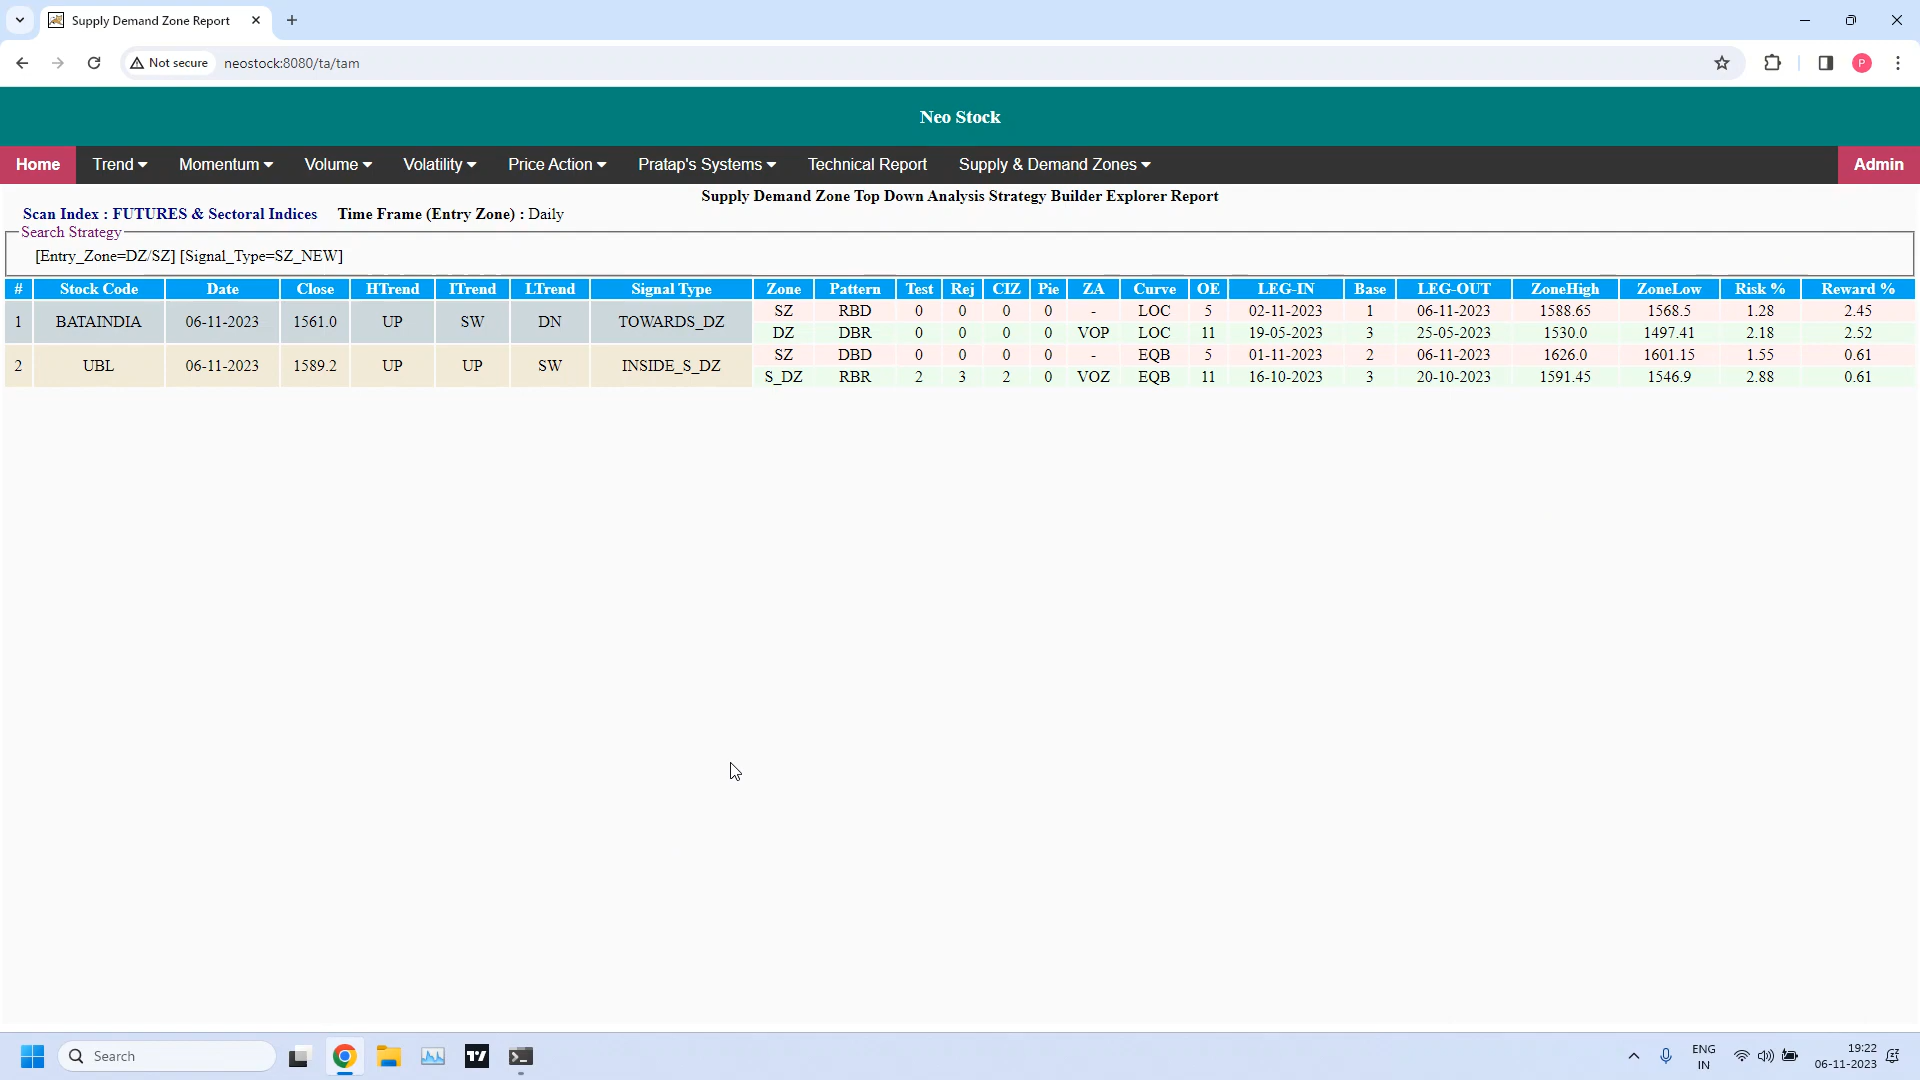 Supply Demand Zone Report
Not secure neostock:8080/ta/tam
P
Neo Stock
Home Trend Momentum Volume Volatility Price Action Pratap's Systems Technical Report Supply & Demand Zones Admin
Supply Demand Zone Top Down Analysis Strategy Builder Explorer Report
Scan Index : FUTURES & Sectoral Indices Time Frame (Entry Zone) : Daily
Search Strategy
[Entry_Zone=DZ/SZ] [Signal_Type=SZ_NEW]
# Stock Code Date Close HTrend ITrend LTrend Signal Type Zone Pattern Test Rej CIZ Pie ZA Curve OE LEG-IN Base LEG-OUT ZoneHigh ZoneLow Risk % Reward %
1 BATAINDIA 06-11-2023 1561.0 UP SW DN TOWARDS_DZ SZ RBD 0 0 0 0 - LOC 5 02-11-2023 1 06-11-2023 1588.65 1568.5 1.28 2.45
DZ DBR 0 0 0 0 VOP LOC 11 19-05-2023 3 25-05-2023 1530.0 1497.41 2.18 2.52
2 UBL 06-11-2023 1589.2 UP UP SW INSIDE_S_DZ SZ DBD 0 0 0 0 - EQB 5 01-11-2023 2 06-11-2023 1626.0 1601.15 1.55 0.61
S_DZ RBR 2 3 2 0 VOZ EQB 11 16-10-2023 3 20-10-2023 1591.45 1546.9 2.88 0.61
Search
ENG
IN
19:22
06-11-2023